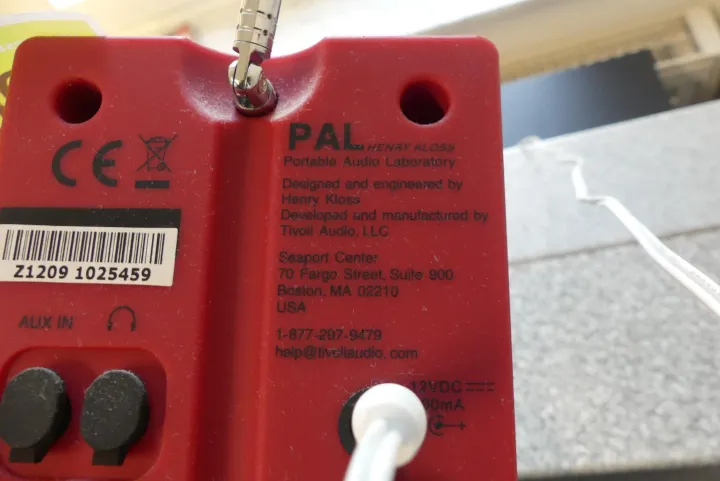 PAL HENRY KLOSS
Portable Audio Laboratory
Designed and engineered by
Henry Kloss
Developed and manufactured by
Tivoli Audio, LLC
Seaport Center
70 Fargo Street, Suite 900
Boston, MA 02210
USA
1-877-297-9479
help@tivoliaudio.com
CE
Z1209 1025459
AUX IN
12VDC